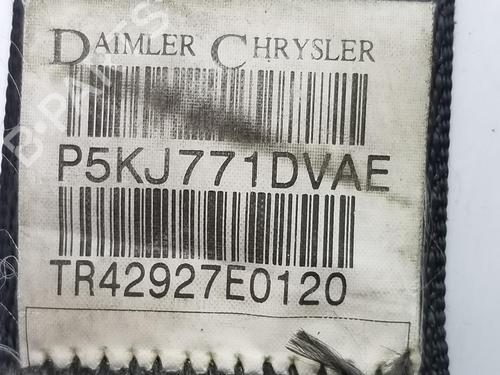 DAIMLER CHRYSLER
P5KJ771DVAE
TR42927E0120